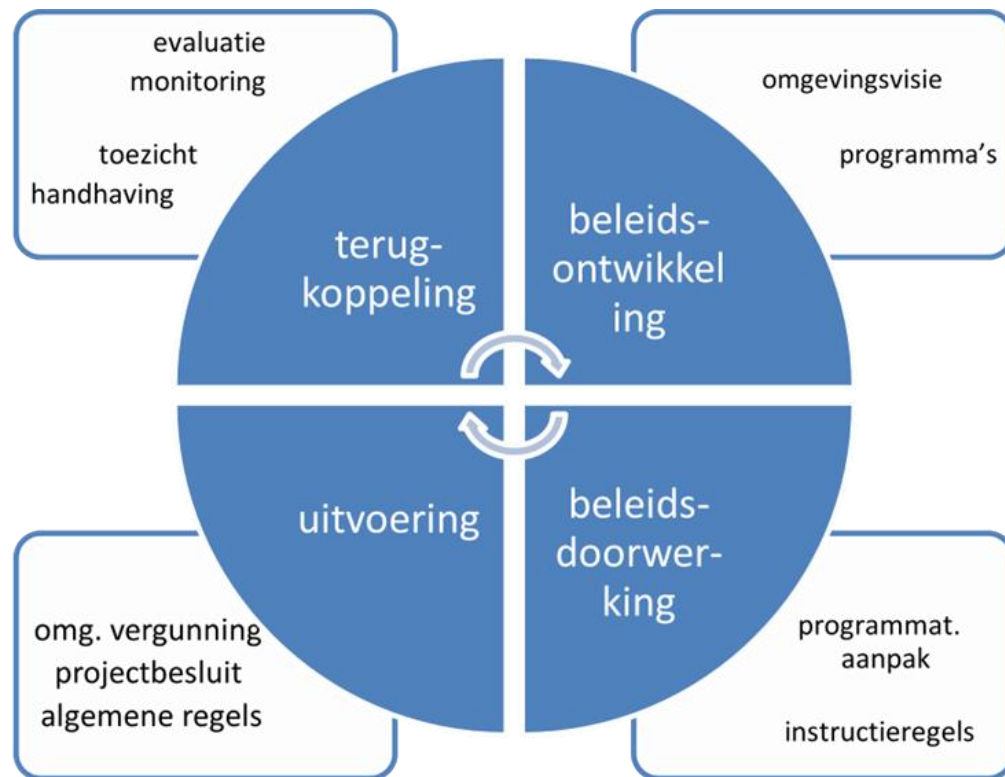 evaluatie
monitoring
toezicht
handhaving
omgevingsvisie
programma's
terug-
koppeling
beleids-
ontwikkel
ing
uitvoering
beleids-
doorwer-
king
omg. vergunning
projectbesluit
algemene regels
programmat.
aanpak
instructieregels